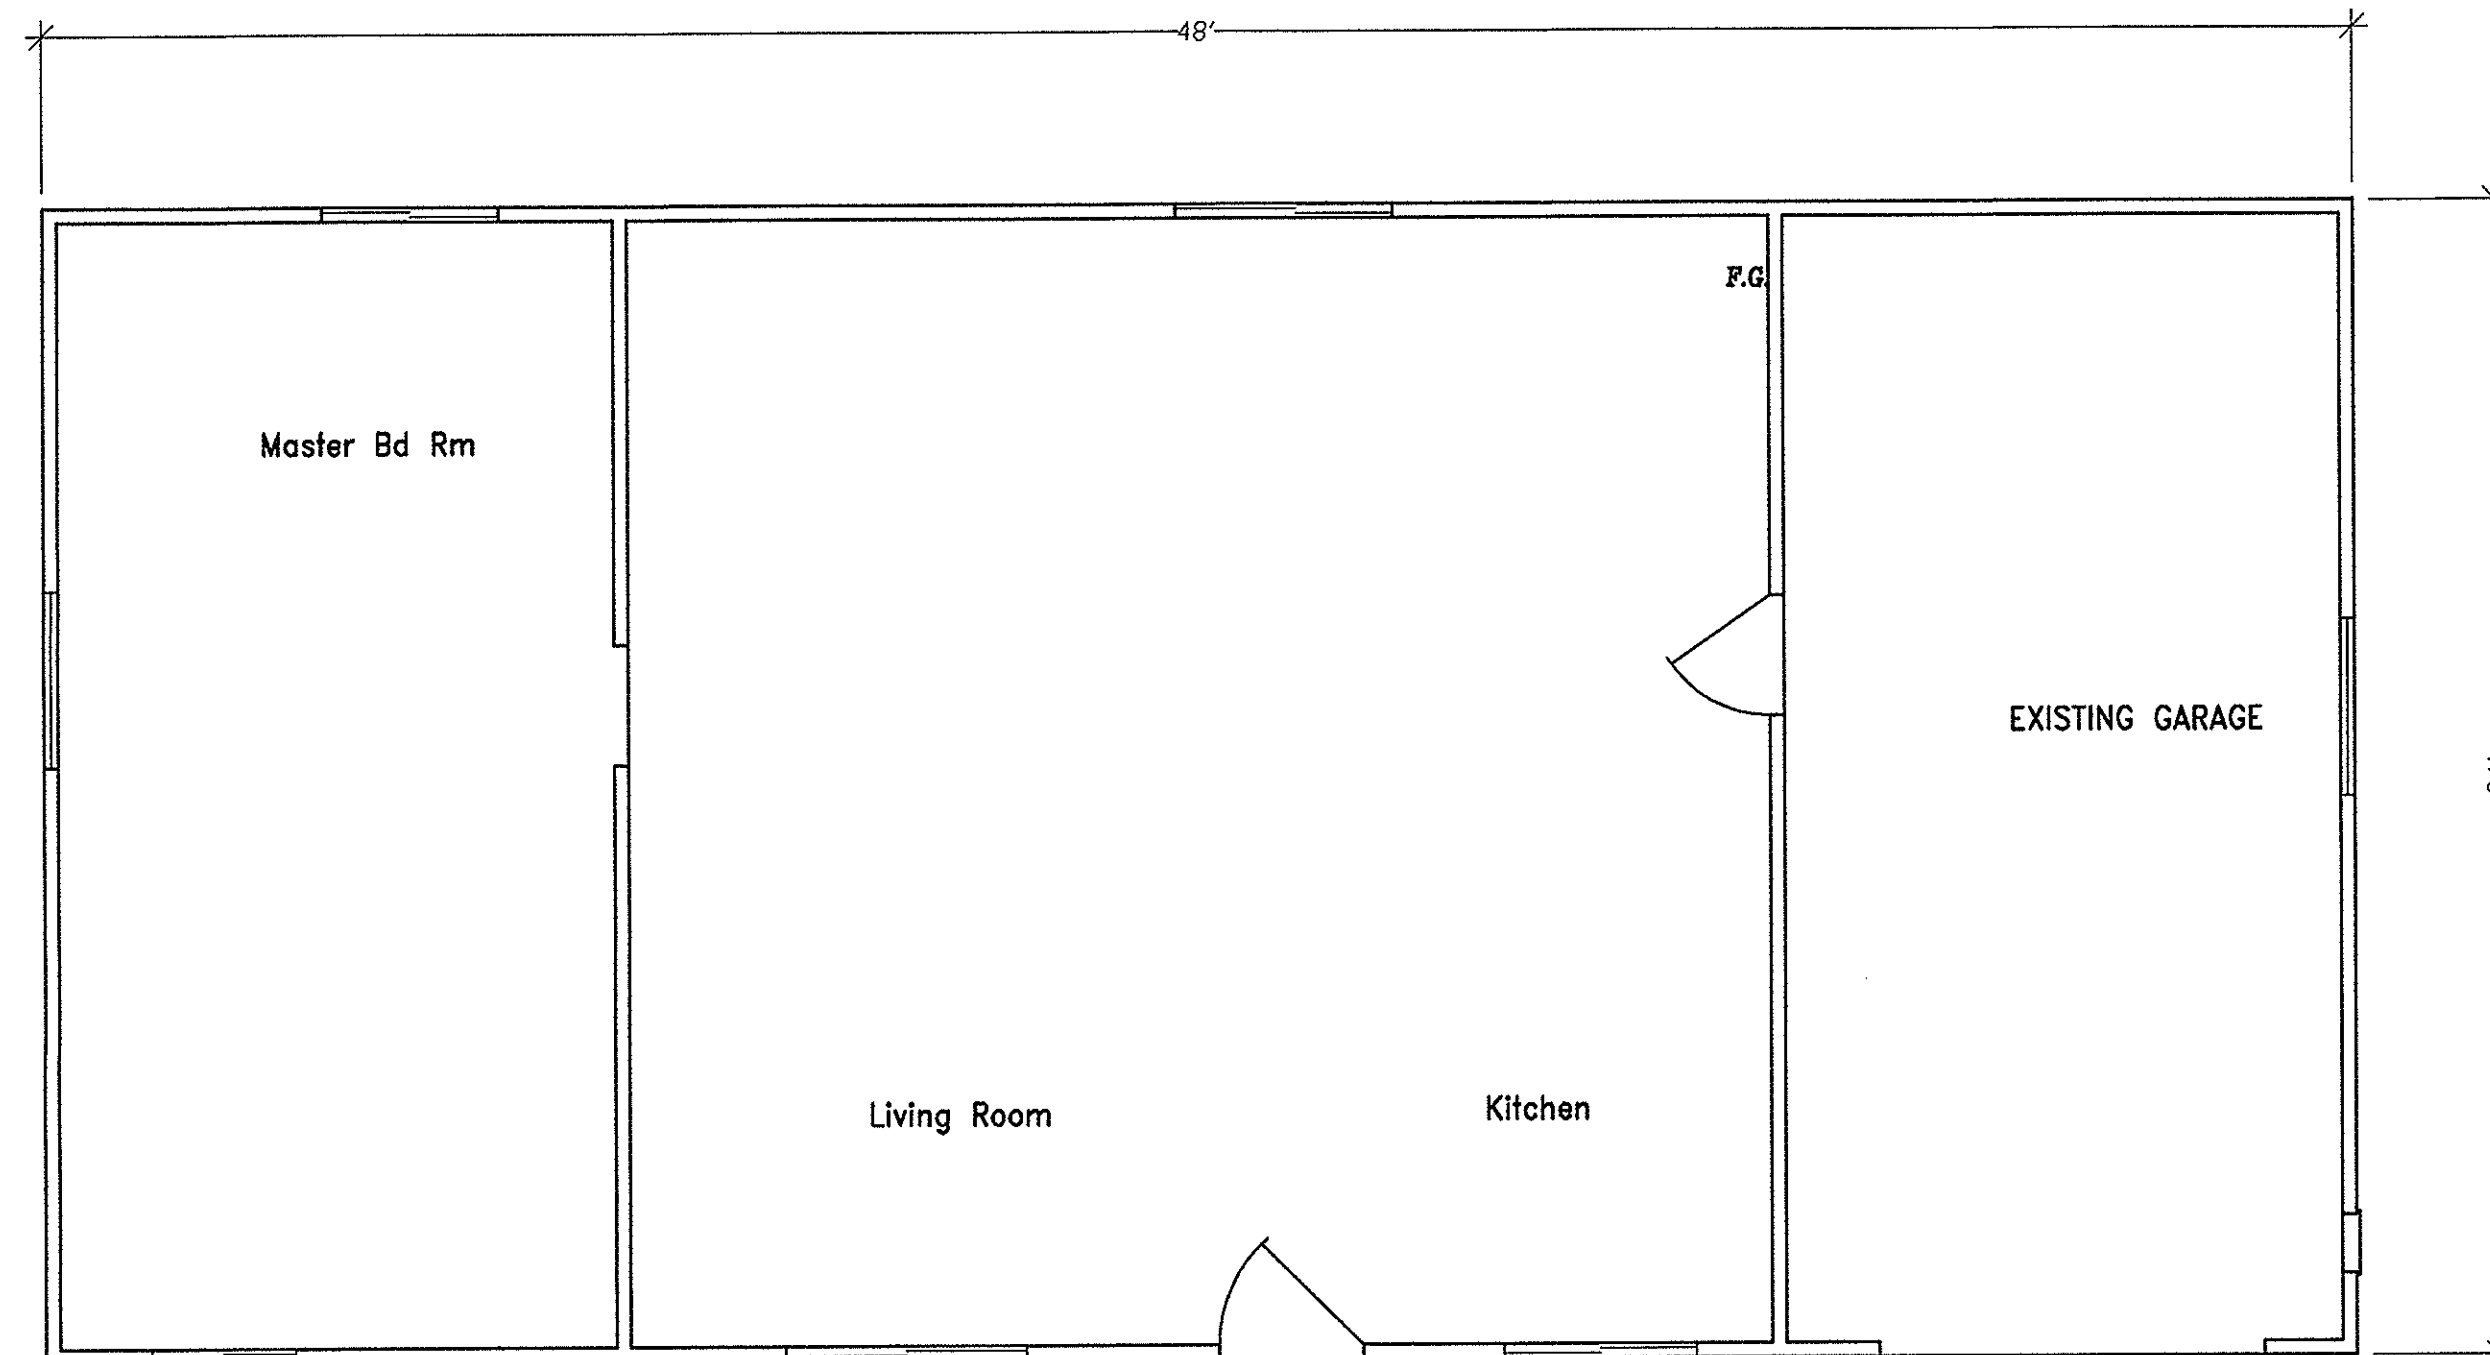 48'
F.G.
Master Bd Rm
EXISTING GARAGE
Living Room
Kitchen